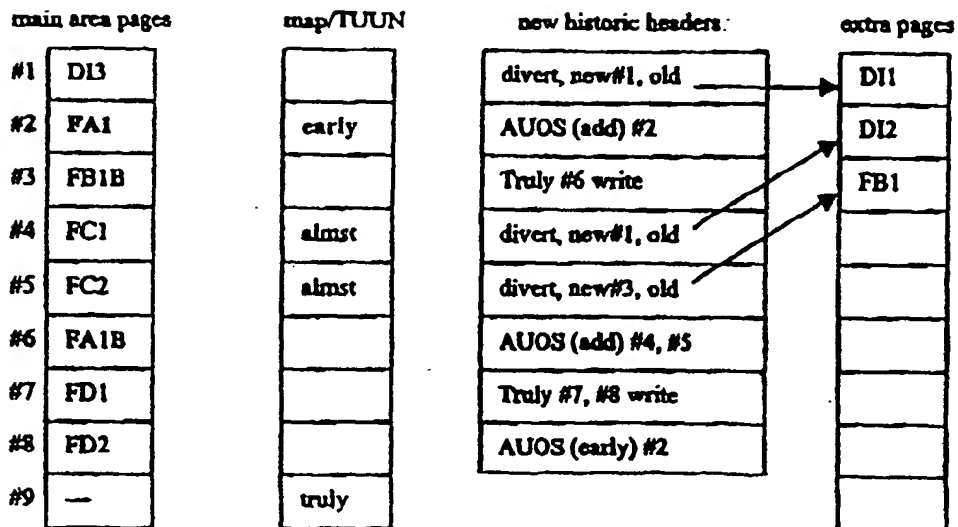 main area pages map/TUUN new historic headers: extra pages
#1 DI3 divert, new#1, old DI1
#2 FA1 early AUOS (add) #2 DI2
#3 FB1B Truly #6 write FB1
#4 FC1 almst divert, new#1, old
#5 FC2 almst divert, new#3, old
#6 FA1B AUOS (add) #4, #5
#7 FD1 Truly #7, #8 write
#8 FD2 AUOS (early) #2
#9 — truly